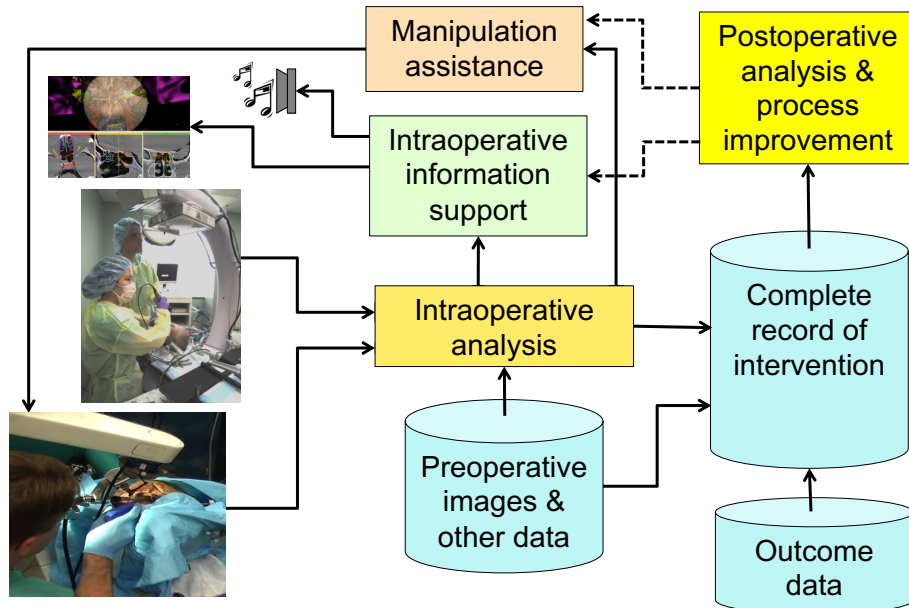 Manipulation
assistance
Postoperative
analysis &
process
improvement
Intraoperative
information
support
Intraoperative
analysis
Complete
record of
intervention
Preoperative
images &
other data
Outcome
data